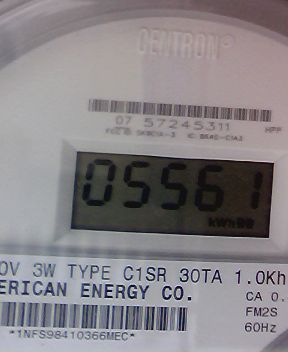 CENTRON®
07 57245311
HPP
05561
kWh
0V 3W TYPE C1SR 30TA 1.0Kh
ERICAN ENERGY CO.
CA 0.
FM2S
60Hz
*1NFS98410366MEC*